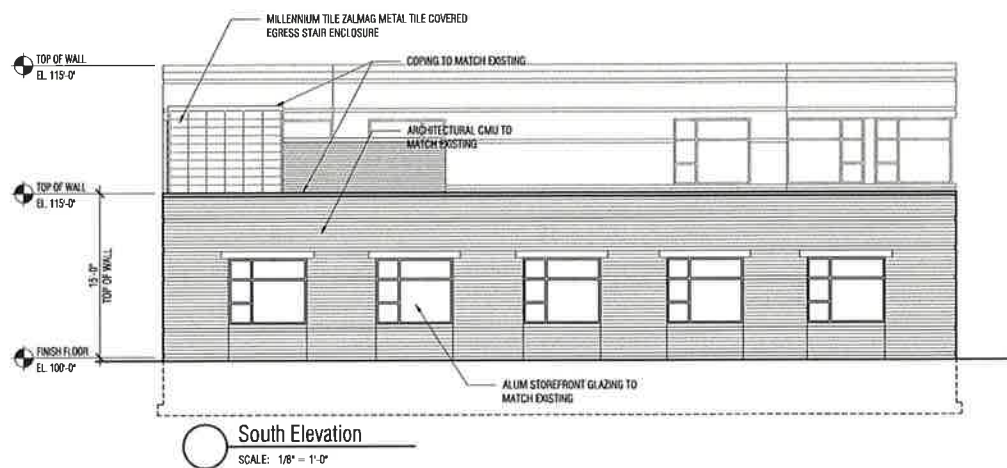 MILLENNIUM TILE ZALMAG METAL TILE COVERED
EGRESS STAIR ENCLOSURE
TOP OF WALL
EL. 115'-0"
COPING TO MATCH EXISTING
ARCHITECTURAL CMU TO
MATCH EXISTING
TOP OF WALL
EL. 115'-0"
15'-0"
TOP OF WALL
FINISH FLOOR
EL. 100'-0"
ALUM STOREFRONT GLAZING TO
MATCH EXISTING
South Elevation
SCALE: 1/8" = 1'-0"